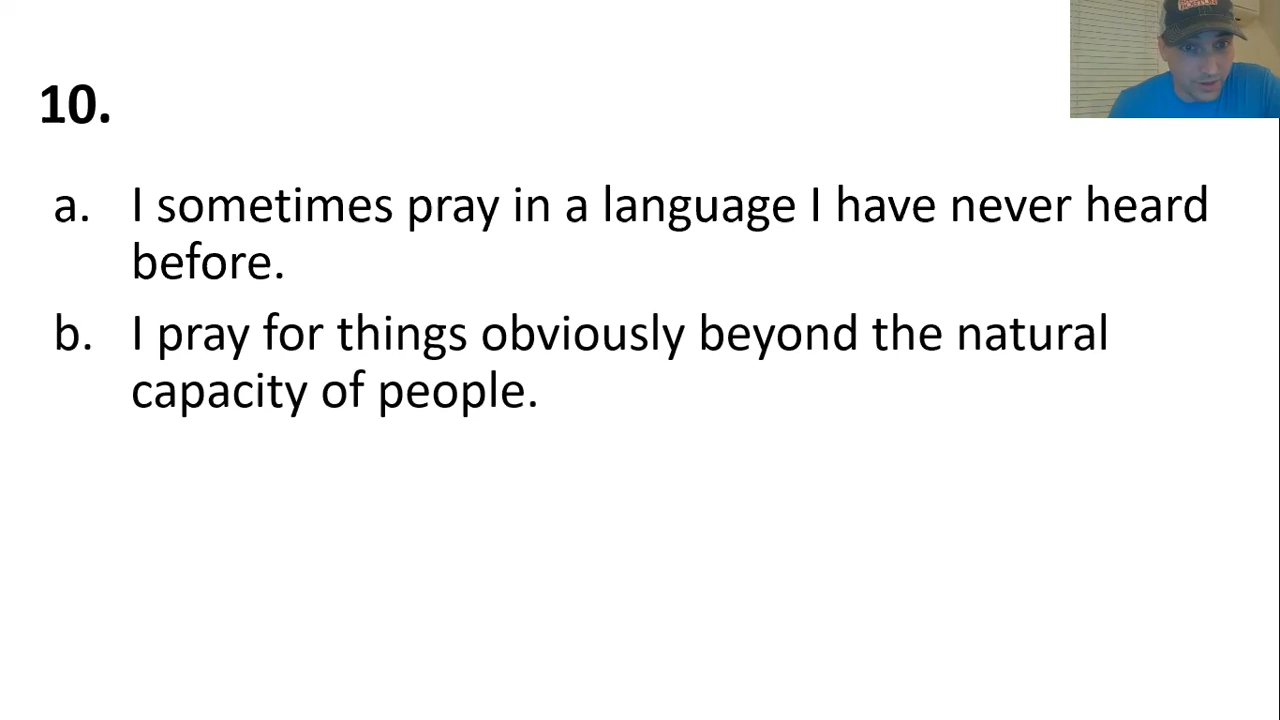 10.
a. I sometimes pray in a language I have never heard
before.
b. I pray for things obviously beyond the natural
capacity of people.